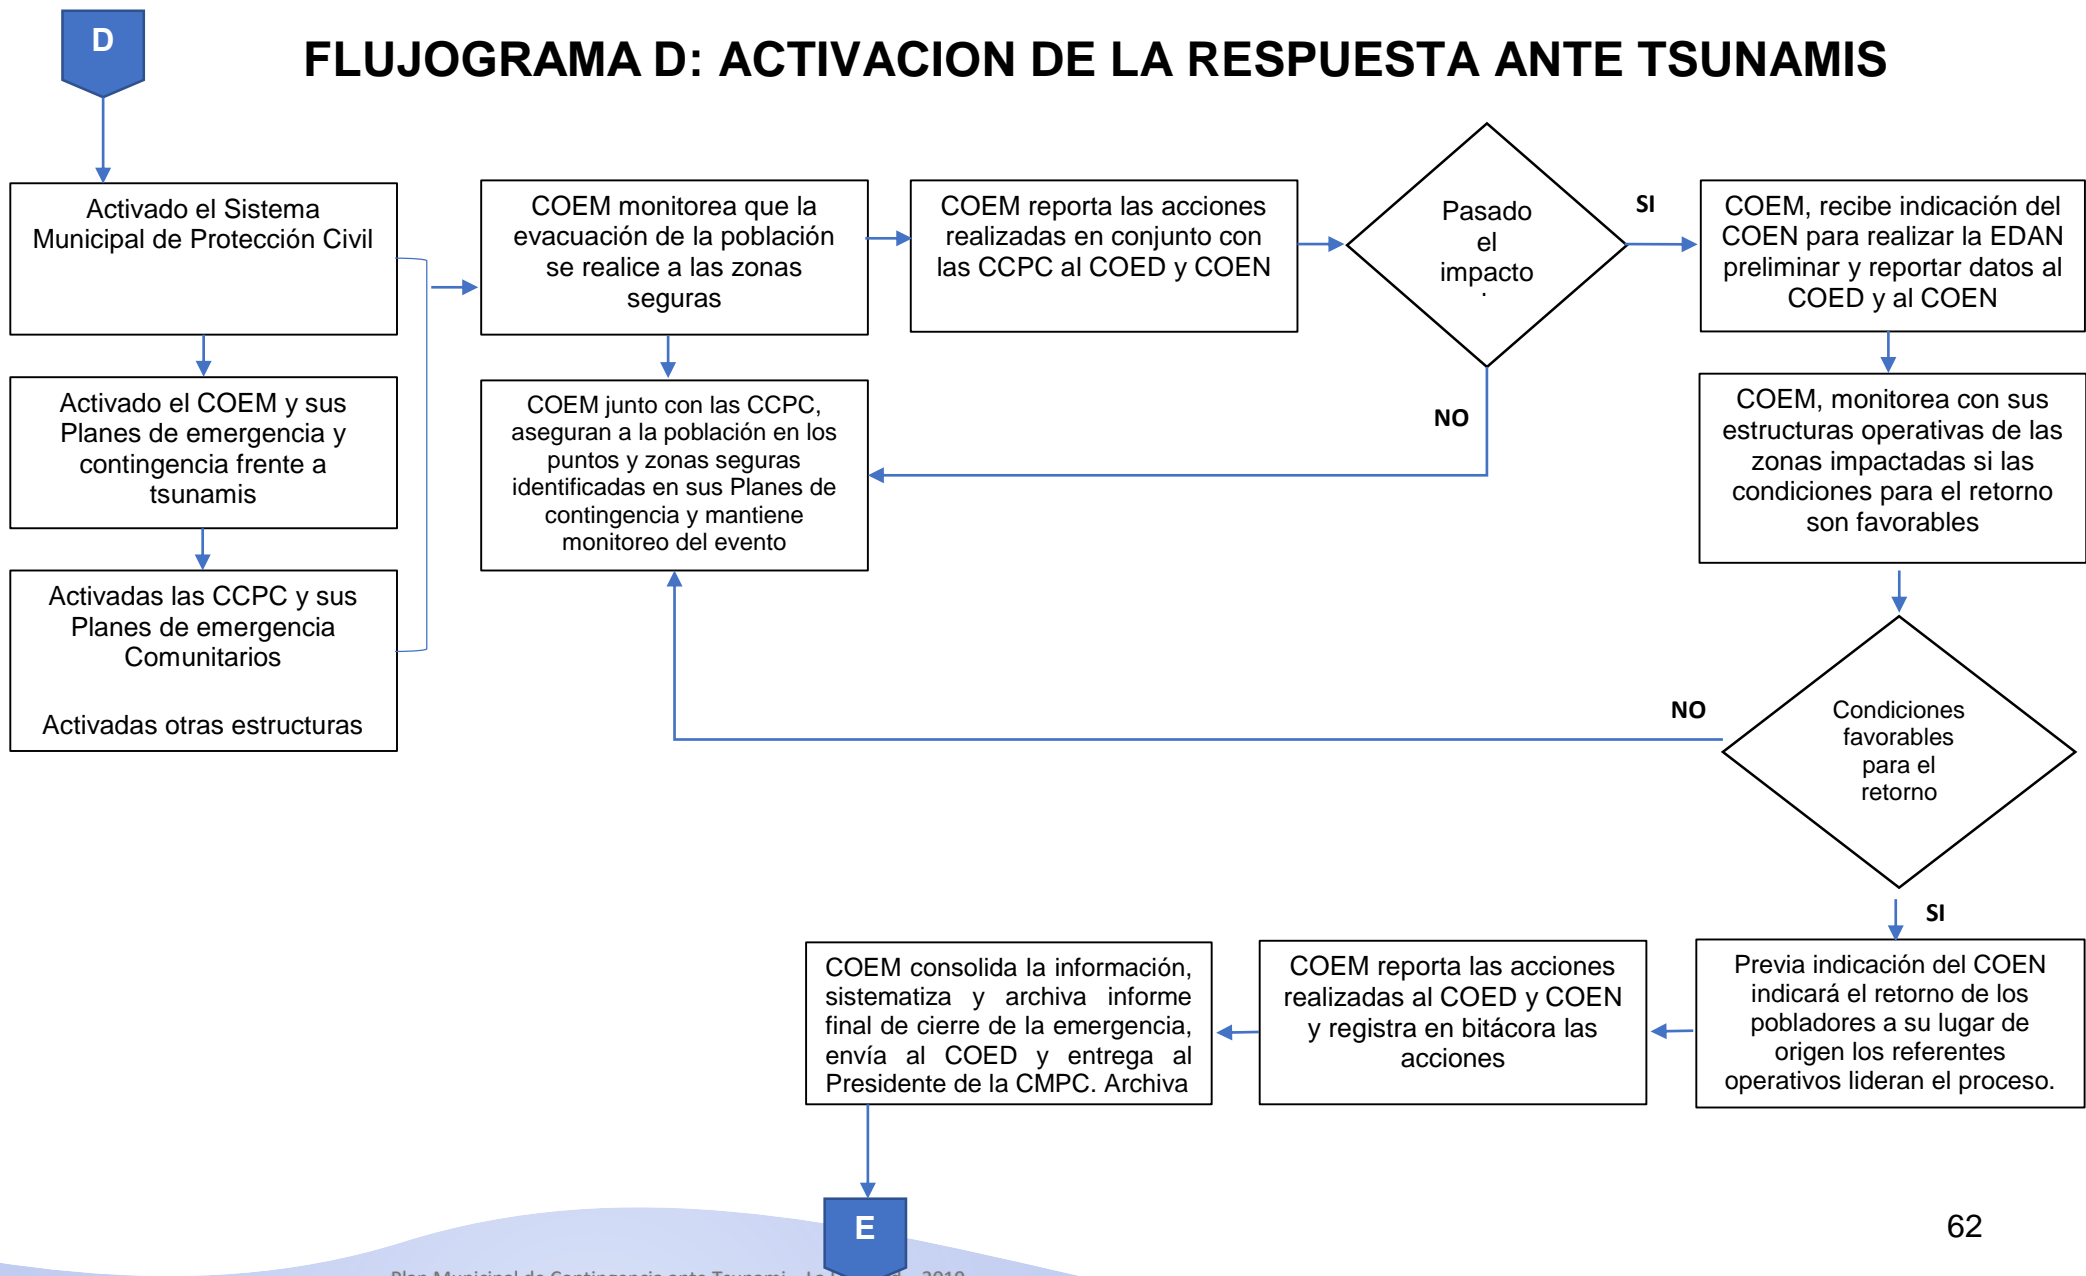 D
FLUJOGRAMA D: ACTIVACION DE LA RESPUESTA ANTE TSUNAMIS
Activado el Sistema
Municipal de Protección Civil
Activado el COEM y sus
Planes de emergencia y
contingencia frente a
tsunamis
Activadas las CCPC y sus
Planes de emergencia
Comunitarios
Activadas otras estructuras
COEM monitorea que la
evacuación de la población
se realice a las zonas
seguras
COEM junto con las CCPC,
aseguran a la población en los
puntos y zonas seguras
identificadas en sus Planes de
contingencia y mantiene
monitoreo del evento
COEM reporta las acciones
realizadas en conjunto con
las CCPC al COED y COEN
Pasado
el
impacto
SI
NO
COEM, recibe indicación del
COEN para realizar la EDAN
preliminar y reportar datos al
COED y al COEN
COEM, monitorea con sus
estructuras operativas de las
zonas impactadas si las
condiciones para el retorno
son favorables
Condiciones
favorables
para el
retorno
NO
SI
Previa indicación del COEN
indicará el retorno de los
pobladores a su lugar de
origen los referentes
operativos lideran el proceso.
COEM reporta las acciones
realizadas al COED y COEN
y registra en bitácora las
acciones
COEM consolida la información,
sistematiza y archiva informe
final de cierre de la emergencia,
envía al COED y entrega al
Presidente de la CMPC. Archiva
E
62
Plan Municipal de Contingencia ante Tsunami
2019